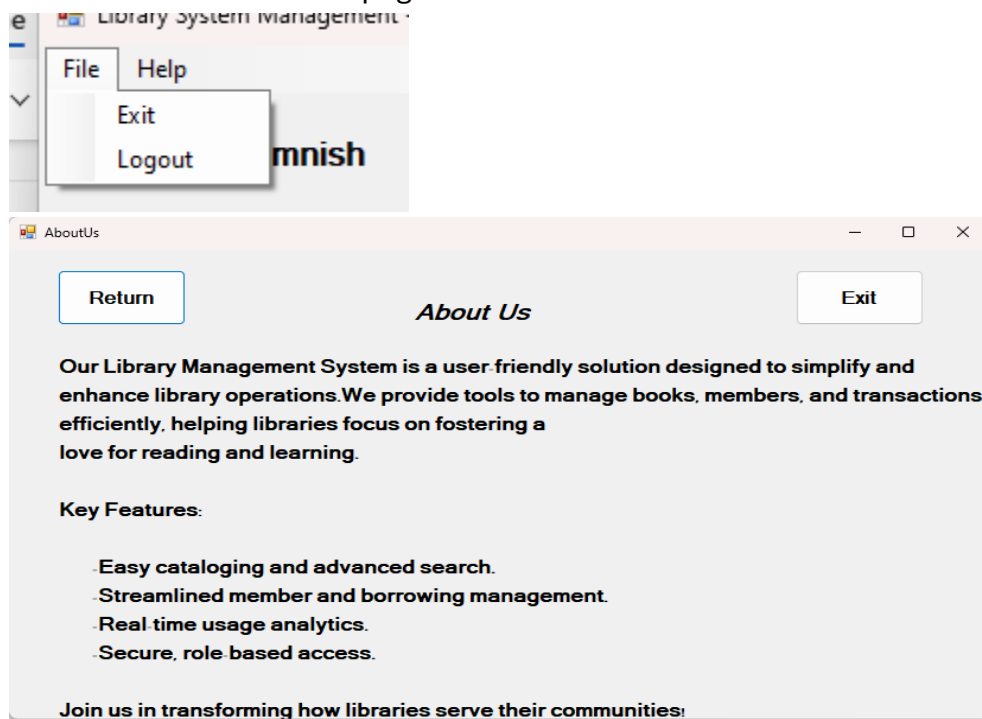 Library System Management -
File Help
Exit
Logout
mnish
AboutUs
Return
About Us
Exit
Our Library Management System is a user-friendly solution designed to simplify and
enhance library operations.We provide tools to manage books, members, and transactions
efficiently, helping libraries focus on fostering a
love for reading and learning.
Key Features:
-Easy cataloging and advanced search.
-Streamlined member and borrowing management.
-Real-time usage analytics.
-Secure, role-based access.
Join us in transforming how libraries serve their communities!